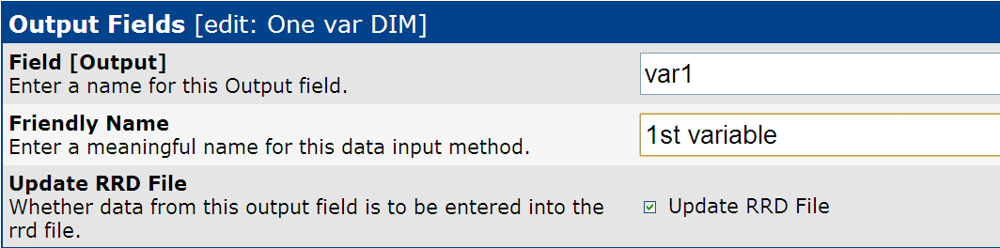 Output Fields [edit: One var DIM]
Field [Output]
Enter a name for this Output field.
var1
Friendly Name
Enter a meaningful name for this data input method.
1st variable
Update RRD File
Whether data from this output field is to be entered into the
rrd file.
Update RRD File